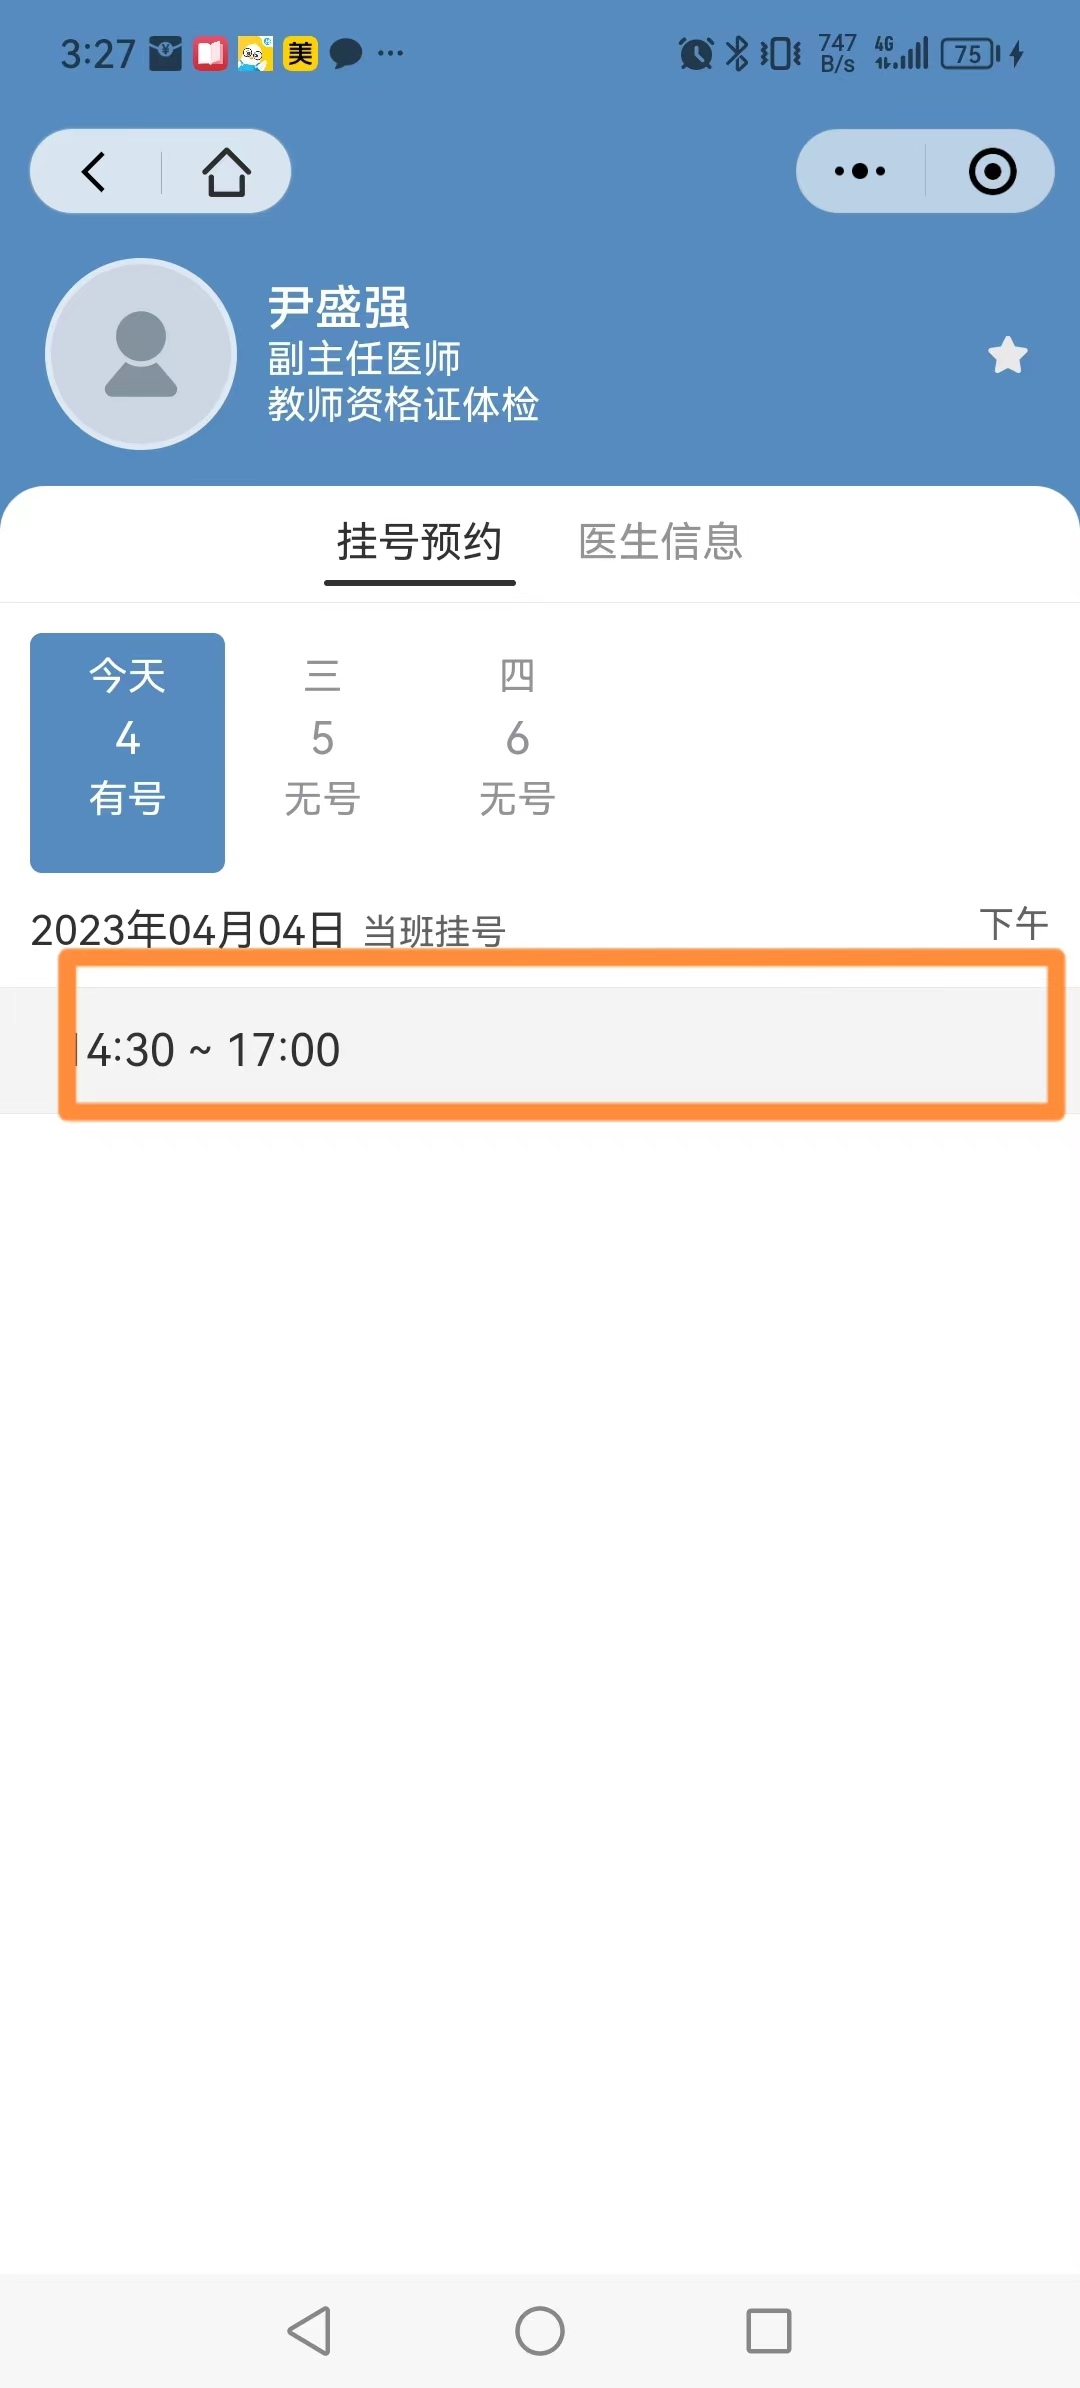 3:27 美 747 B/s 4G 75
尹盛强
副主任医师
教师资格证体检
挂号预约 医生信息
今天 三 四
4 5 6
有号 无号 无号
2023年04月04日 当班挂号 下午
14:30 ~ 17:00